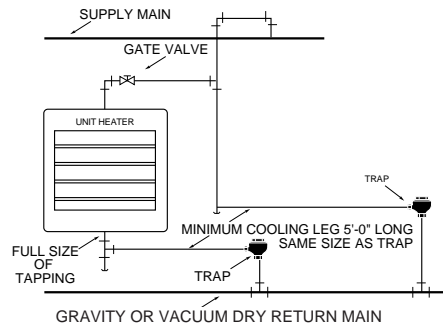 SUPPLY MAIN
GATE VALVE
UNIT HEATER
TRAP
MINIMUM COOLING LEG 5'-0" LONG
SAME SIZE AS TRAP
FULL SIZE
OF
TAPPING
TRAP
GRAVITY OR VACUUM DRY RETURN MAIN